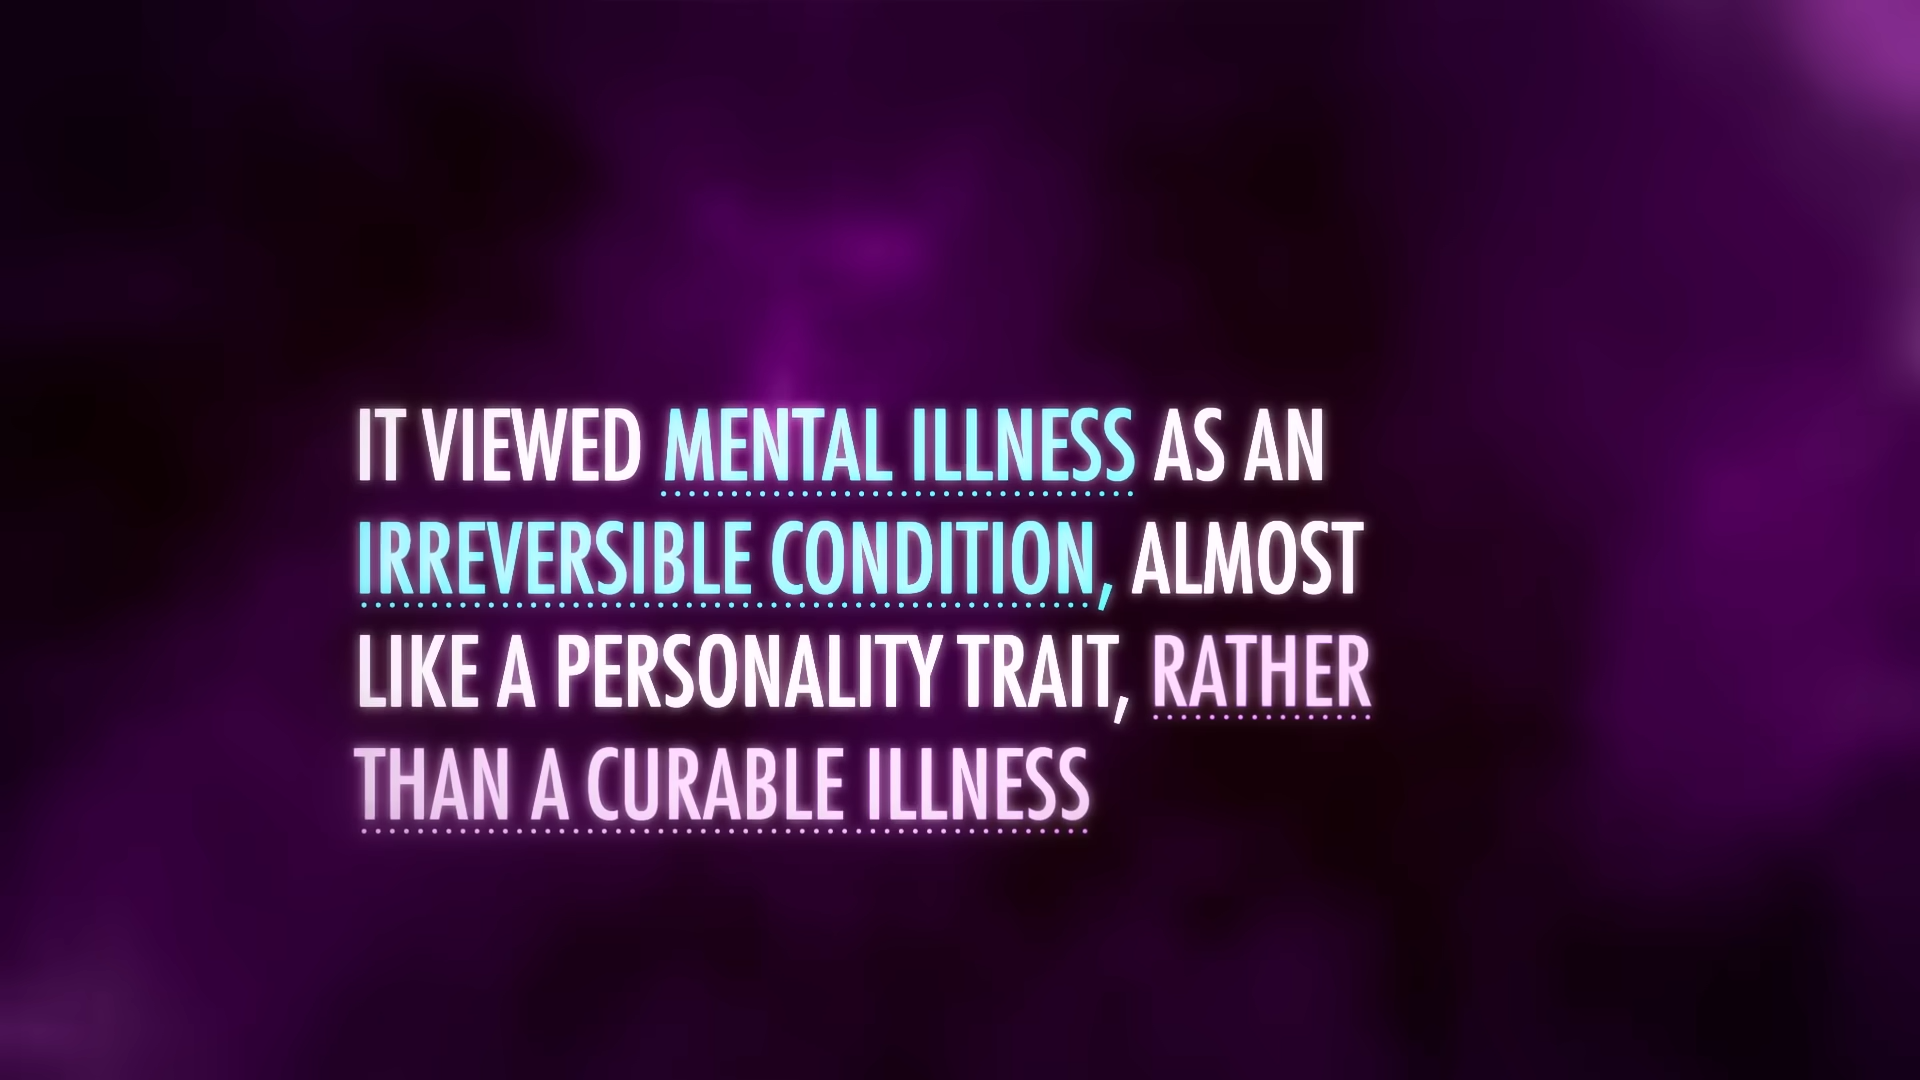 IT VIEWED MENTAL ILLNESS AS AN
IRREVERSIBLE CONDITION, ALMOST
LIKE A PERSONALITY TRAIT, RATHER
THAN A CURABLE ILLNESS